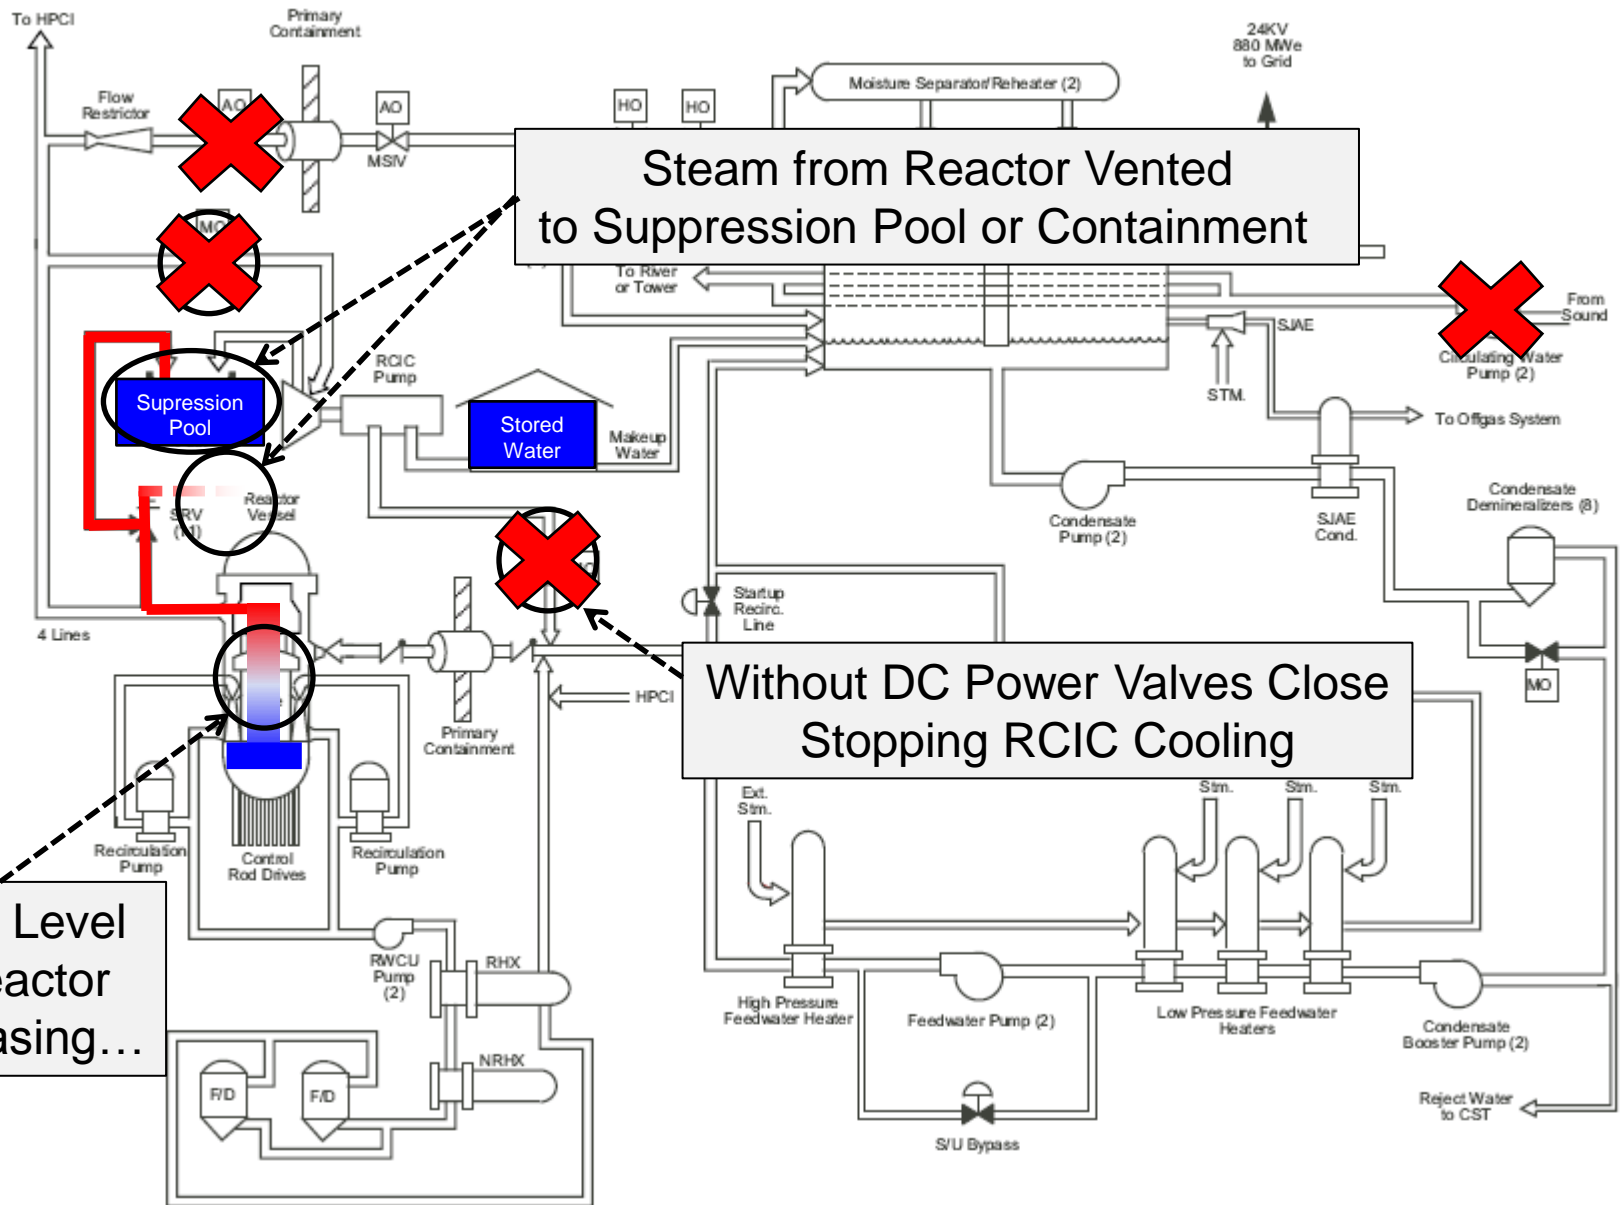 To HPCI
Primary
Containment
24KV
880 MWe
to Grid
Moisture Separator/Reheater (2)
Flow
Restrictor
AO
AO
HO
HO
MSIV
Steam from Reactor Vented
to Suppression Pool or Containment
MO
To River
or Tower
From
Sound
SJAE
Circulating Water
Pump (2)
RCIC
Pump
STM.
Supression
Pool
Stored
Water
Makeup
Water
To Offgas System
Reactor
Vessel
SRV
Condensate
Pump (2)
SJAE
Cond.
Condensate
Demineralizers (8)
Startup
Recirc.
Line
4 Lines
Without DC Power Valves Close
Stopping RCIC Cooling
MO
HPCI
Primary
Containment
Ext.
Stm.
Stm.
Stm.
Stm.
Recirculation
Pump
Control
Rod Drives
Recirculation
Pump
Level
eactor
asing…
RWCU
Pump
(2)
RHX
High Pressure
Feedwater Heater
Feedwater Pump (2)
Low Pressure Feedwater
Heaters
Condensate
Booster Pump (2)
NRHX
F/D
F/D
S/U Bypass
Reject Water
to CST